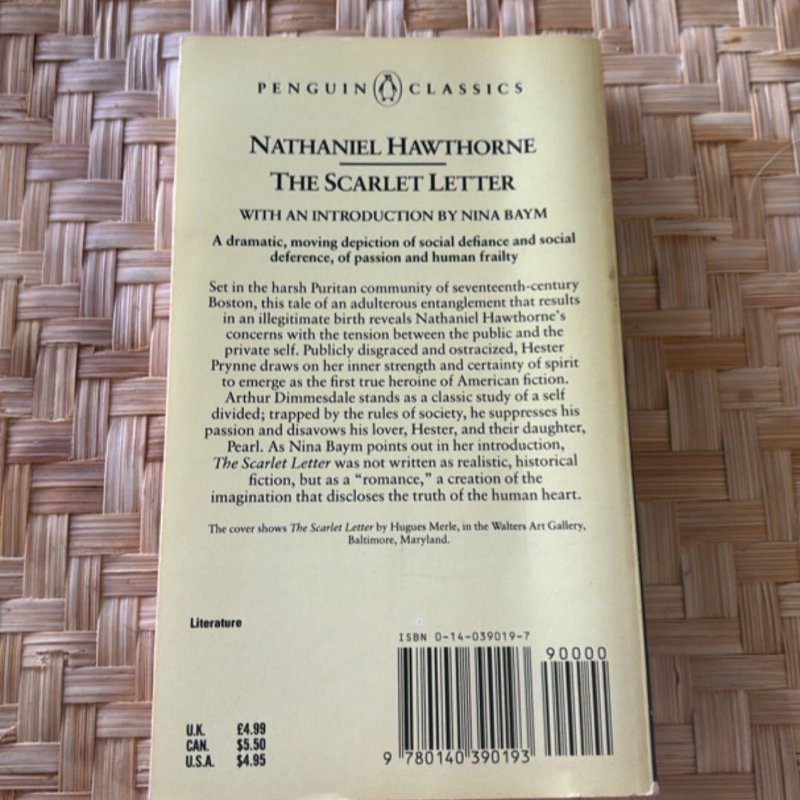 PENGUIN CLASSICS
NATHANIEL HAWTHORNE
THE SCARLET LETTER
WITH AN INTRODUCTION BY NINA BAYM
A dramatic, moving depiction of social defiance and social
deference, of passion and human frailty
Set in the harsh Puritan community of seventeenth-century
Boston, this tale of an adulterous entanglement that results
in an illegitimate birth reveals Nathaniel Hawthorne's
concerns with the tension between the public and the
private self. Publicly disgraced and ostracized, Hester
Prynne draws on her inner strength and certainty of spirit
to emerge as the first true heroine of American fiction.
Arthur Dimmesdale stands as a classic study of a self
divided; trapped by the rules of society, he suppresses his
passion and disavows his lover, Hester, and their daughter,
Pearl. As Nina Baym points out in her introduction,
The Scarlet Letter was not written as realistic, historical
fiction, but as a “romance,” a creation of the
imagination that discloses the truth of the human heart.
The cover shows The Scarlet Letter by Hugues Merle, in the Walters Art Gallery,
Baltimore, Maryland.
Literature
ISBN 0-14-039019-7
90000
U.K. £4.99
CAN. $5.50
U.S.A. $4.95
9 780140 390193